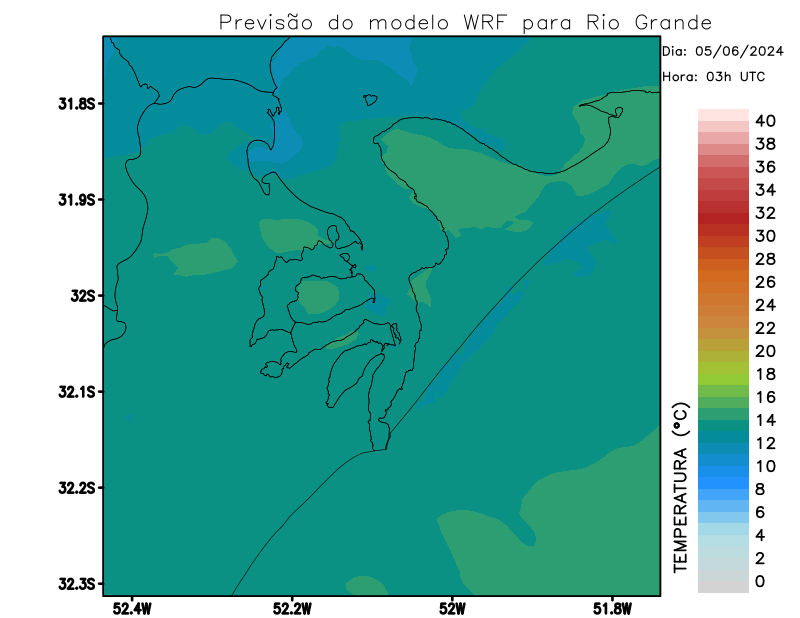 Previsão do modelo WRF para Rio Grande
Dia: 05/06/2024
Hora: 03h UTC
31.8S
31.9S
32S
32.1S
32.2S
32.3S
52.4W
52.2W
52W
51.8W
TEMPERATURA (°C)
40
38
36
34
32
30
28
26
24
22
20
18
16
14
12
10
8
6
4
2
0